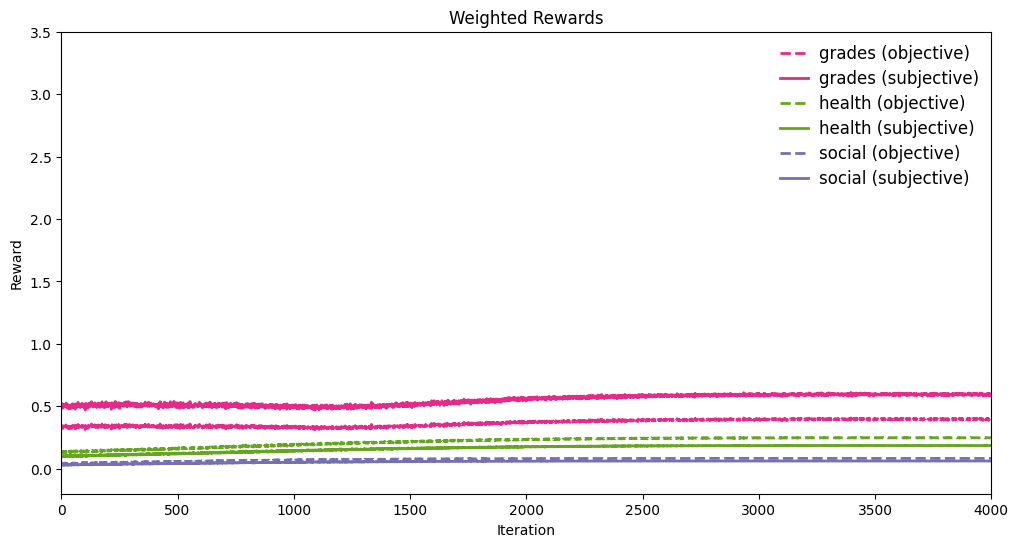 Weighted Rewards
3.5
3.0
2.5
2.0
1.5
1.0
0.5
0.0
Reward
grades (objective)
grades (subjective)
health (objective)
health (subjective)
social (objective)
social (subjective)
0
500
1000
1500
2000
2500
3000
3500
4000
Iteration